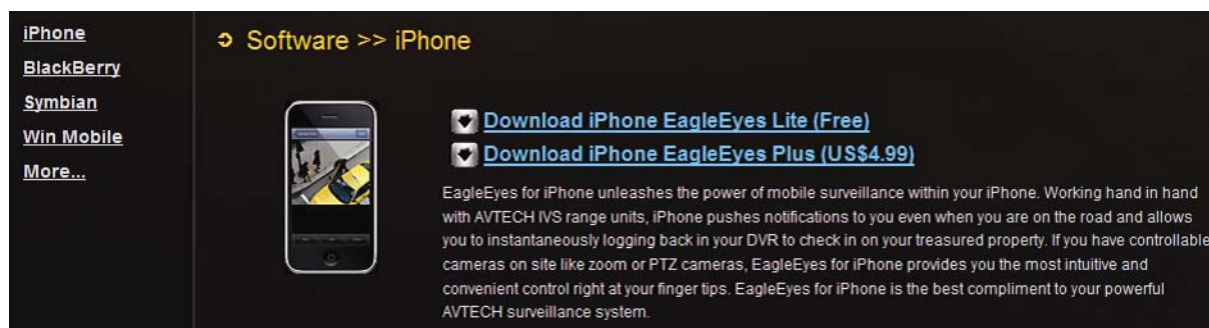 iPhone
BlackBerry
Symbian
Win Mobile
More...
Software >> iPhone
Download iPhone EagleEyes Lite (Free)
Download iPhone EagleEyes Plus (US$4.99)
EagleEyes for iPhone unleashes the power of mobile surveillance within your iPhone. Working hand in hand
with AVTECH IVS range units, iPhone pushes notifications to you even when you are on the road and allows
you to instantaneously logging back in your DVR to check in on your treasured property. If you have controllable
cameras on site like zoom or PTZ cameras, EagleEyes for iPhone provides you the most intuitive and
convenient control right at your finger tips. EagleEyes for iPhone is the best compliment to your powerful
AVTECH surveillance system.